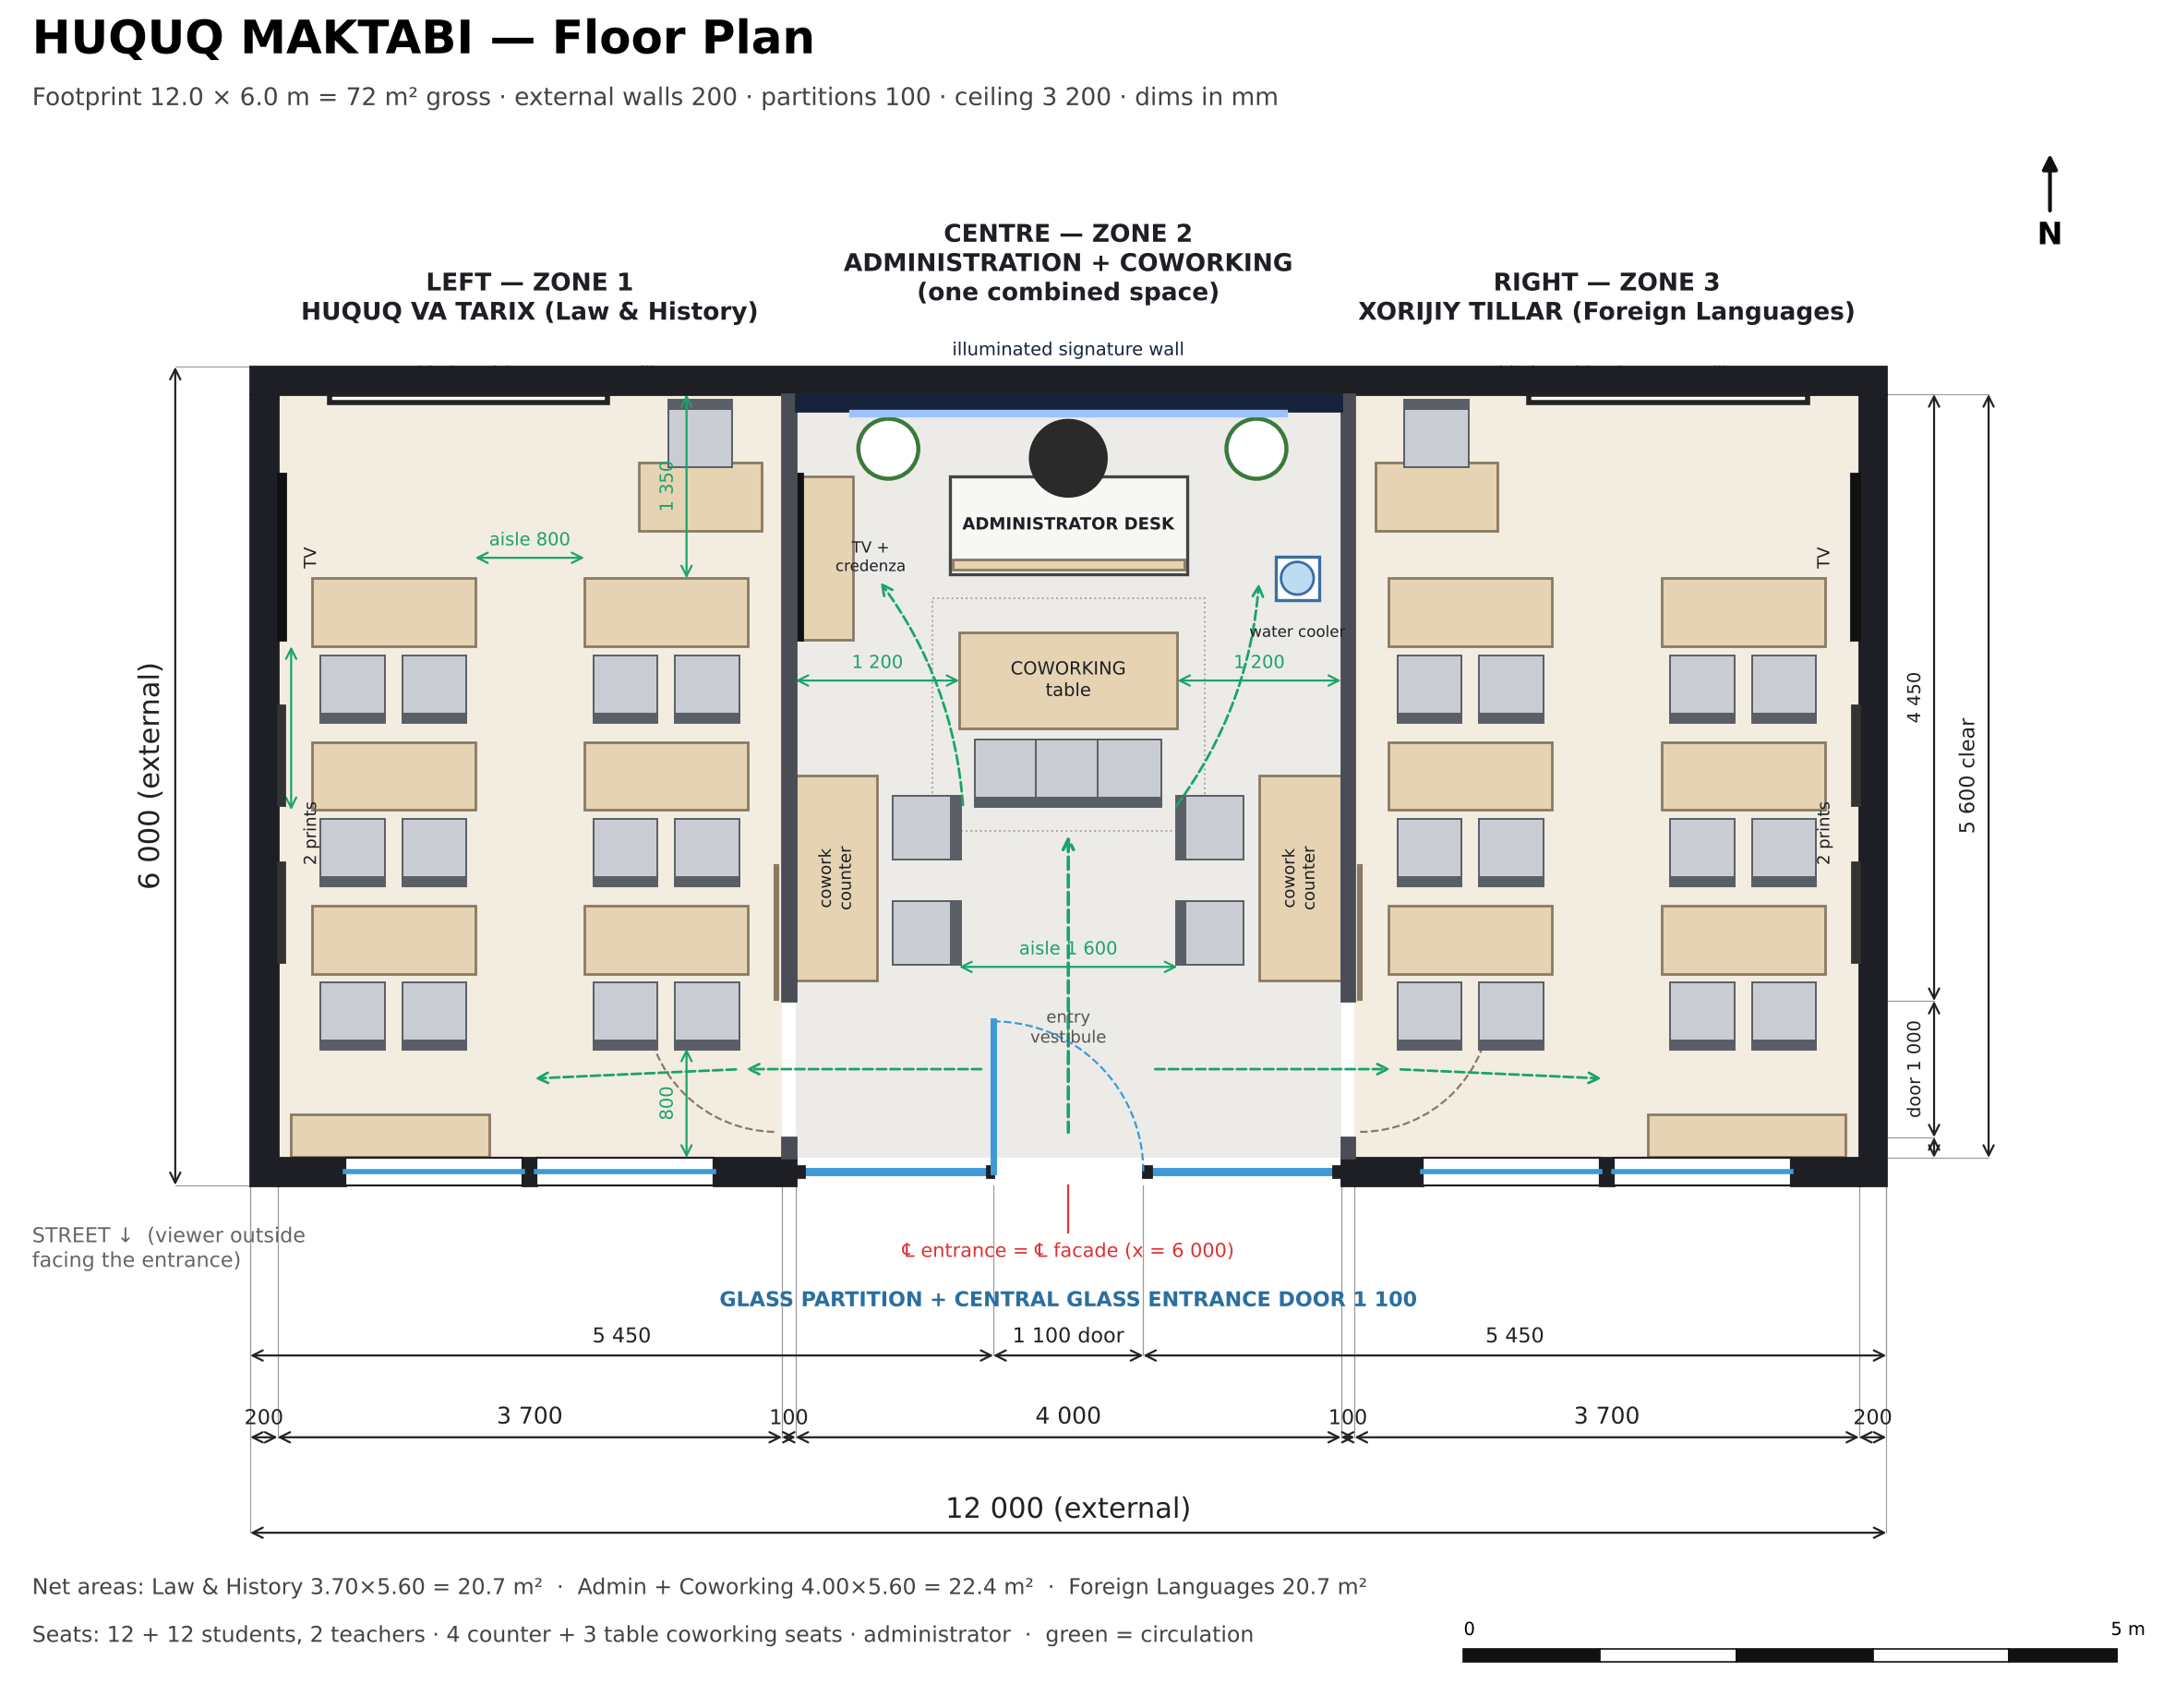 HUQUQ MAKTABI — Floor Plan
Footprint 12.0 × 6.0 m = 72 m² gross · external walls 200 · partitions 100 · ceiling 3 200 · dims in mm
N
CENTRE — ZONE 2
ADMINISTRATION + COWORKING
(one combined space)
LEFT — ZONE 1
HUQUQ VA TARIX (Law & History)
RIGHT — ZONE 3
XORIJIY TILLAR (Foreign Languages)
illuminated signature wall
1 350
ADMINISTRATOR DESK
aisle 800
TV
TV +
credenza
TV
water cooler
1 200
COWORKING
table
1 200
6 000 (external)
4 450
5 600 clear
2 prints
cowork
counter
cowork
counter
2 prints
aisle 1 600
entry
vestibule
800
door 1 000
STREET ↓ (viewer outside
facing the entrance)
℄ entrance = ℄ facade (x = 6 000)
GLASS PARTITION + CENTRAL GLASS ENTRANCE DOOR 1 100
5 450
1 100 door
5 450
200
3 700
100
4 000
100
3 700
200
12 000 (external)
Net areas: Law & History 3.70×5.60 = 20.7 m² · Admin + Coworking 4.00×5.60 = 22.4 m² · Foreign Languages 20.7 m²
Seats: 12 + 12 students, 2 teachers · 4 counter + 3 table coworking seats · administrator · green = circulation
0
5 m